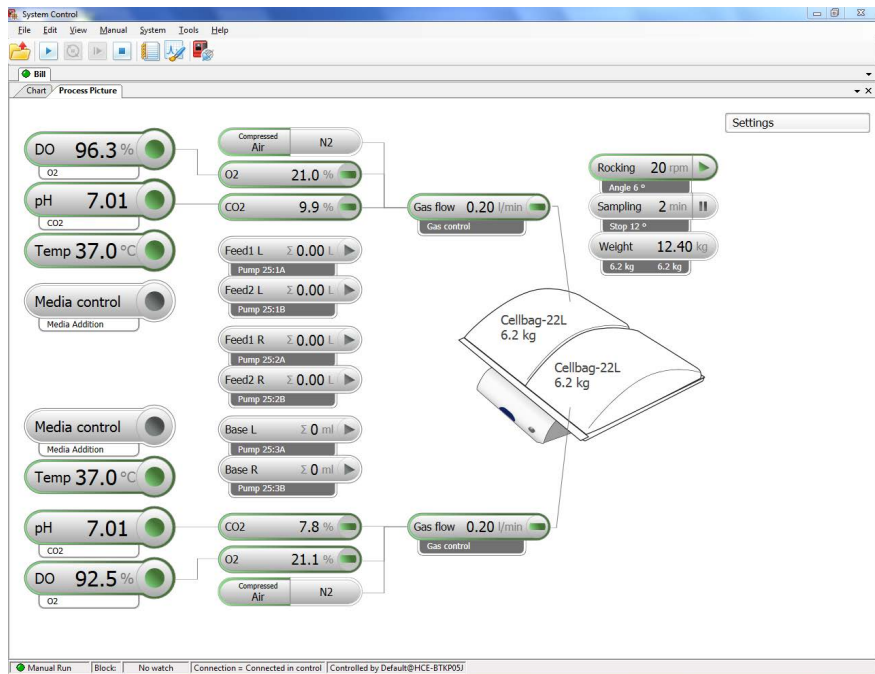 System Control
File Edit View Manual System Tools Help
Bill
Chart Process Picture
Settings
DO 96.3 %
O2
pH 7.01
CO2
Temp 37.0 °C
Media control
Media Addition
Compressed Air N2
O2 21.0 %
CO2 9.9 %
Gas flow 0.20 l/min
Gas control
Rocking 20 rpm
Angle 6 °
Sampling 2 min
Stop 12 °
Weight 12.40 kg
6.2 kg 6.2 kg
Feed1 L Σ 0.00 L
Pump 25:1A
Feed2 L Σ 0.00 L
Pump 25:1B
Feed1 R Σ 0.00 L
Pump 25:2A
Feed2 R Σ 0.00 L
Pump 25:2B
Base L Σ 0 ml
Pump 25:3A
Base R Σ 0 ml
Pump 25:3B
Cellbag-22L
6.2 kg
Cellbag-22L
6.2 kg
Media control
Media Addition
Temp 37.0 °C
pH 7.01
CO2
DO 92.5 %
O2
CO2 7.8 %
O2 21.1 %
Compressed Air N2
Gas flow 0.20 l/min
Gas control
Manual Run Block: No watch Connection = Connected in control Controlled by Default@HCE-BTKP05J